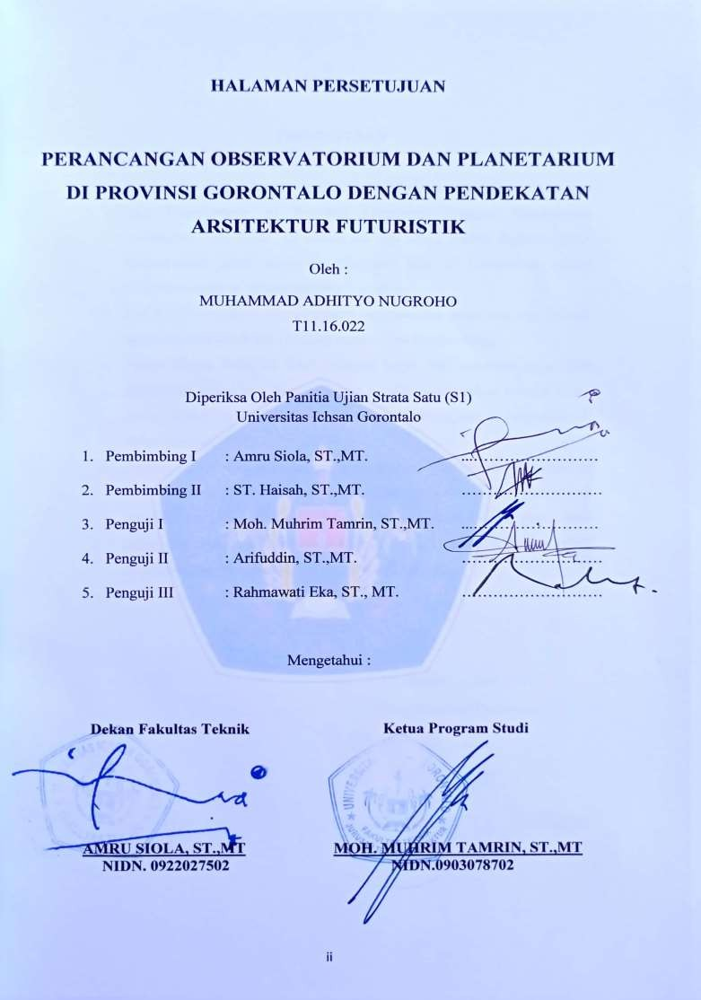 HALAMAN PERSETUJUAN
PERANCANGAN OBSERVATORIUM DAN PLANETARIUM
DI PROVINSI GORONTALO DENGAN PENDEKATAN
ARSITEKTUR FUTURISTIK
Oleh :
MUHAMMAD ADHITYO NUGROHO
T11.16.022
Diperiksa Oleh Panitia Ujian Strata Satu (S1)
Universitas Ichsan Gorontalo
1. Pembimbing I : Amru Siola, ST.,MT. ............................
2. Pembimbing II : ST. Haisah, ST.,MT. ............................
3. Penguji I : Moh. Muhrim Tamrin, ST.,MT. ............................
4. Penguji II : Arifuddin, ST.,MT. ............................
5. Penguji III : Rahmawati Eka, ST., MT. ............................
Mengetahui :
Dekan Fakultas Teknik Ketua Program Studi
AMRU SIOLA, ST.,MT MOH. MUHRIM TAMRIN, ST.,MT
NIDN. 0922027502 NIDN.0903078702
ii